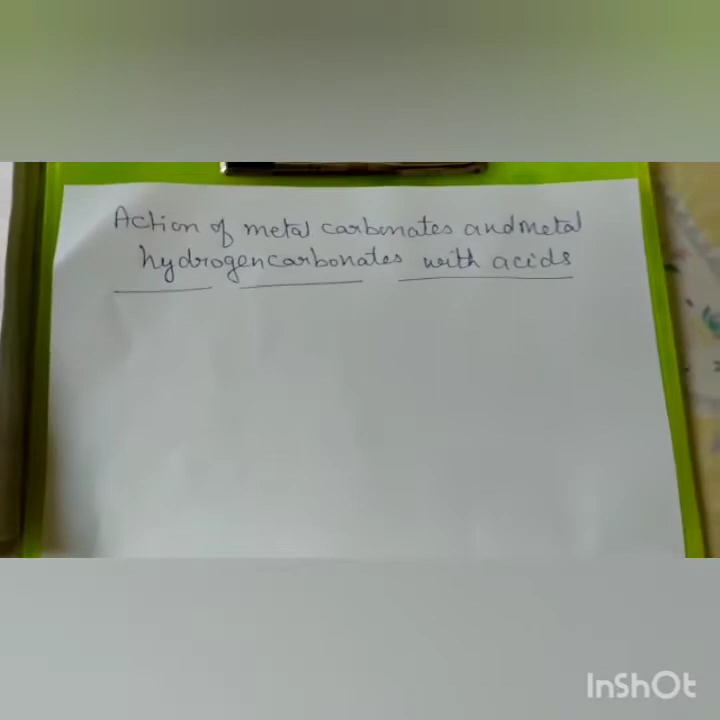 Action of metal carbonates and metal
hydrogencarbonates with acids
InShOt